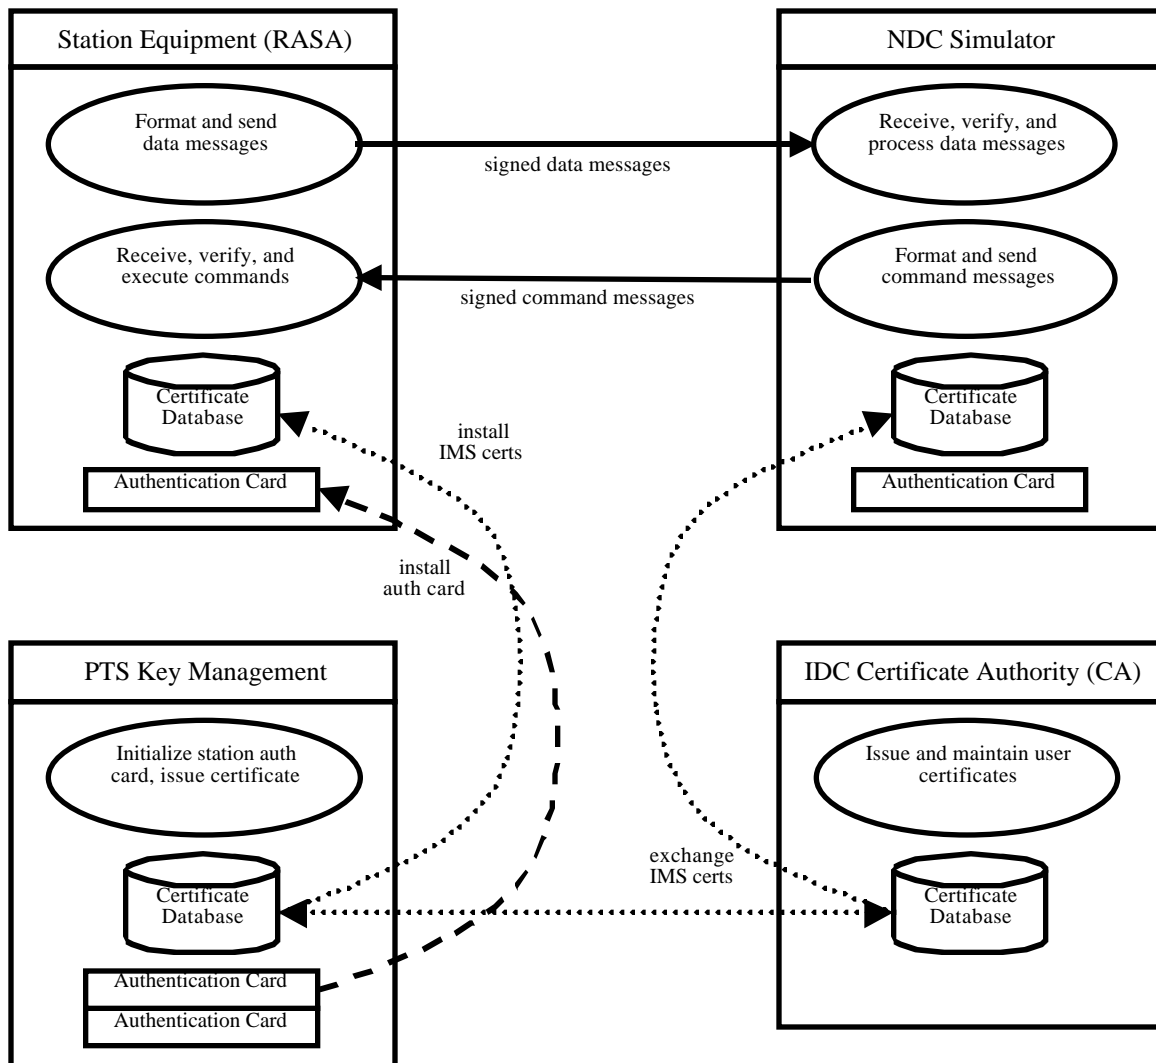 Station Equipment (RASA)
NDC Simulator
Format and send
data messages
signed data messages
Receive, verify, and
process data messages
Receive, verify, and
execute commands
signed command messages
Format and send
command messages
Certificate
Database
Authentication Card
install
IMS certs
install
auth card
Certificate
Database
Authentication Card
PTS Key Management
IDC Certificate Authority (CA)
Initialize station auth
card, issue certificate
Issue and maintain user
certificates
Certificate
Database
exchange
IMS certs
Certificate
Database
Authentication Card
Authentication Card